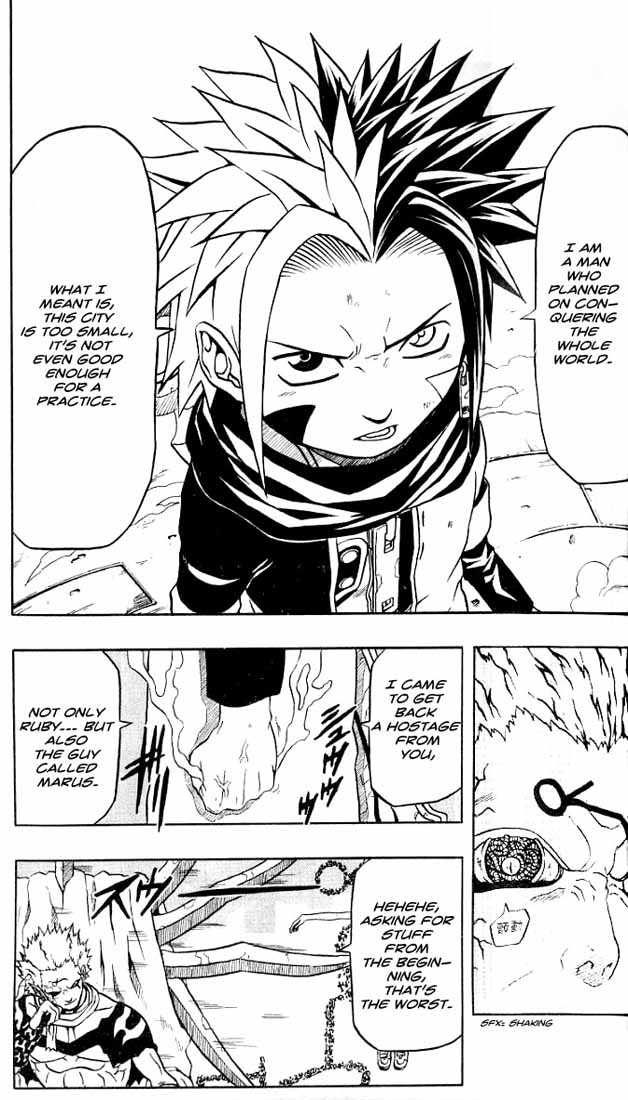 I AM
A MAN
WHO
PLANNED
ON CON-
QUERING
THE
WHOLE
WORLD.
WHAT I
MEANT IS,
THIS CITY
IS TOO SMALL,
IT'S NOT
EVEN GOOD
ENOUGH
FOR A
PRACTICE.
SFX: SHAKING
I CAME
TO GET
BACK
A HOSTAGE
FROM
YOU,
NOT ONLY
RUBY... BUT
ALSO
THE GUY
CALLED
MARUS.
HEHEHE,
ASKING FOR
STUFF
FROM
THE BEGIN-
NING,
THAT'S
THE WORST.